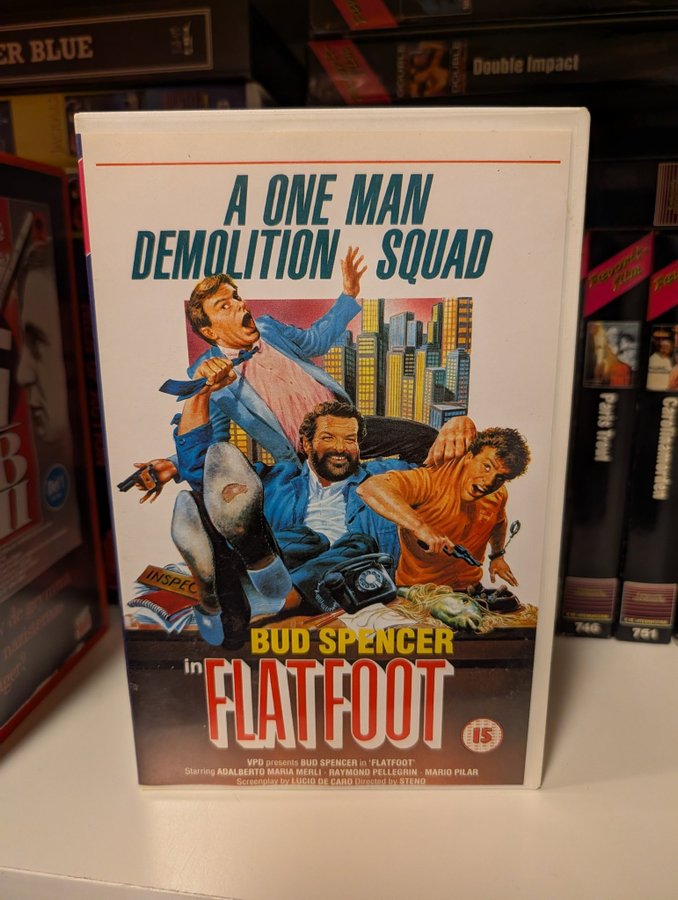 ER BLUE
Double Impact
A ONE MAN
DEMOLITION SQUAD
INSPEC
BUD SPENCER
in FLATFOOT
15
VPD presents BUD SPENCER in 'FLATFOOT'
Starring ADALBERTO MARIA MERLI · RAYMOND PELLEGRIN · MARIO PILAR
Screenplay by LUCIO DE CARO Directed by STENO
746
751